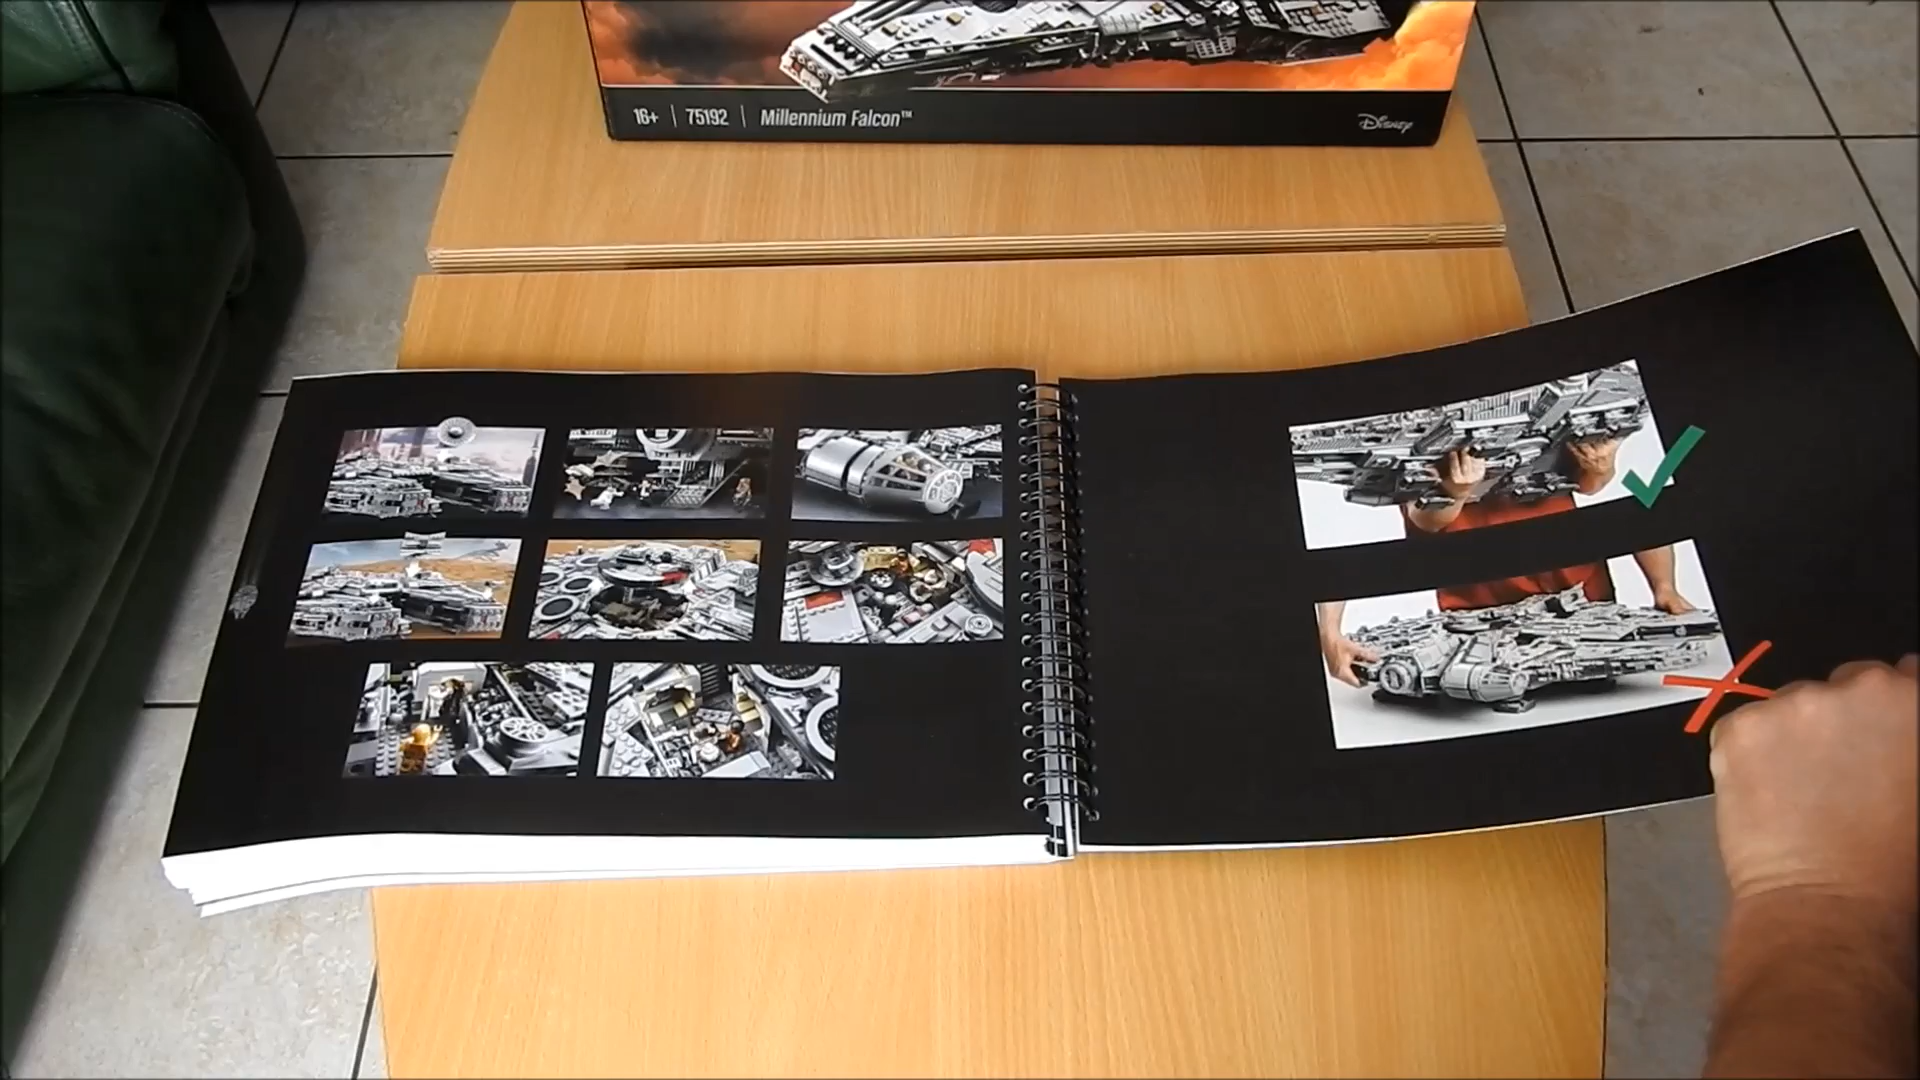 16+ | 75192 | Millennium Falcon™
Disney